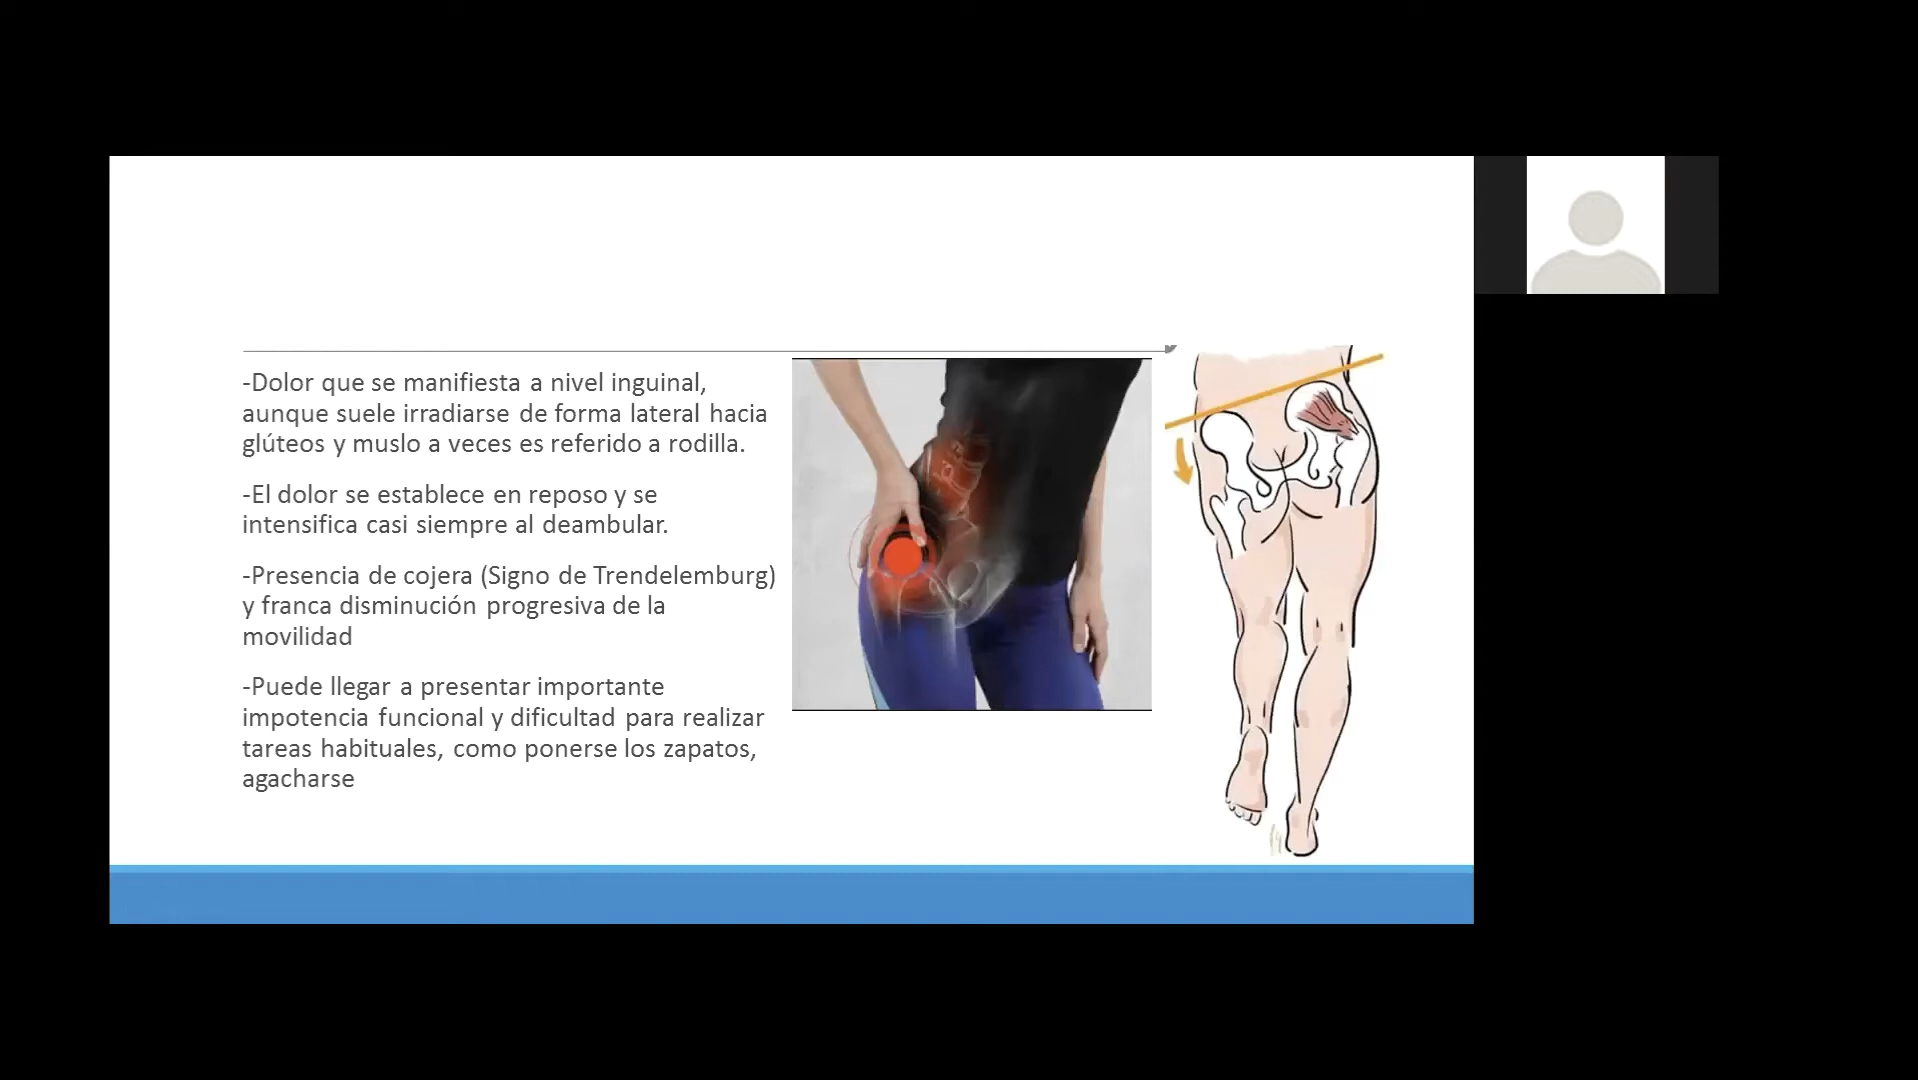 -Dolor que se manifiesta a nivel inguinal,
aunque suele irradiarse de forma lateral hacia
glúteos y muslo a veces es referido a rodilla.
-El dolor se establece en reposo y se
intensifica casi siempre al deambular.
-Presencia de cojera (Signo de Trendelemburg)
y franca disminución progresiva de la
movilidad
-Puede llegar a presentar importante
impotencia funcional y dificultad para realizar
tareas habituales, como ponerse los zapatos,
agacharse